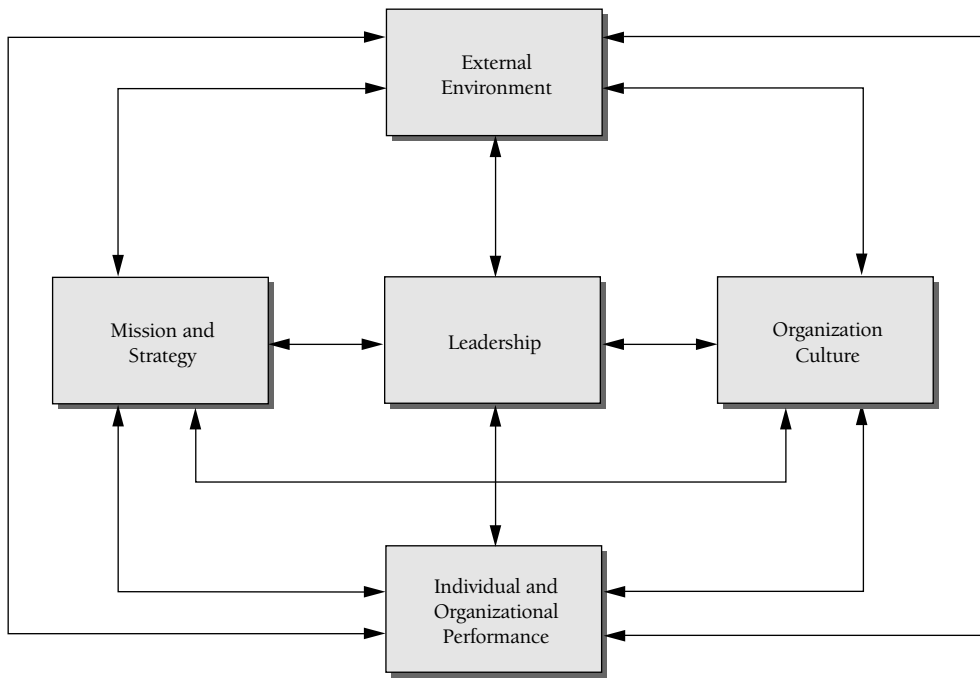 External
Environment
Mission and
Strategy
Leadership
Organization
Culture
Individual and
Organizational
Performance